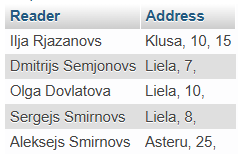 Reader Address
Ilja Rjazanovs Klusa, 10, 15
Dmitrijs Semjonovs Liela, 7,
Olga Dovlatova Liela, 10,
Sergejs Smirnovs Liela, 8,
Aleksejs Smirnovs Asteru, 25,